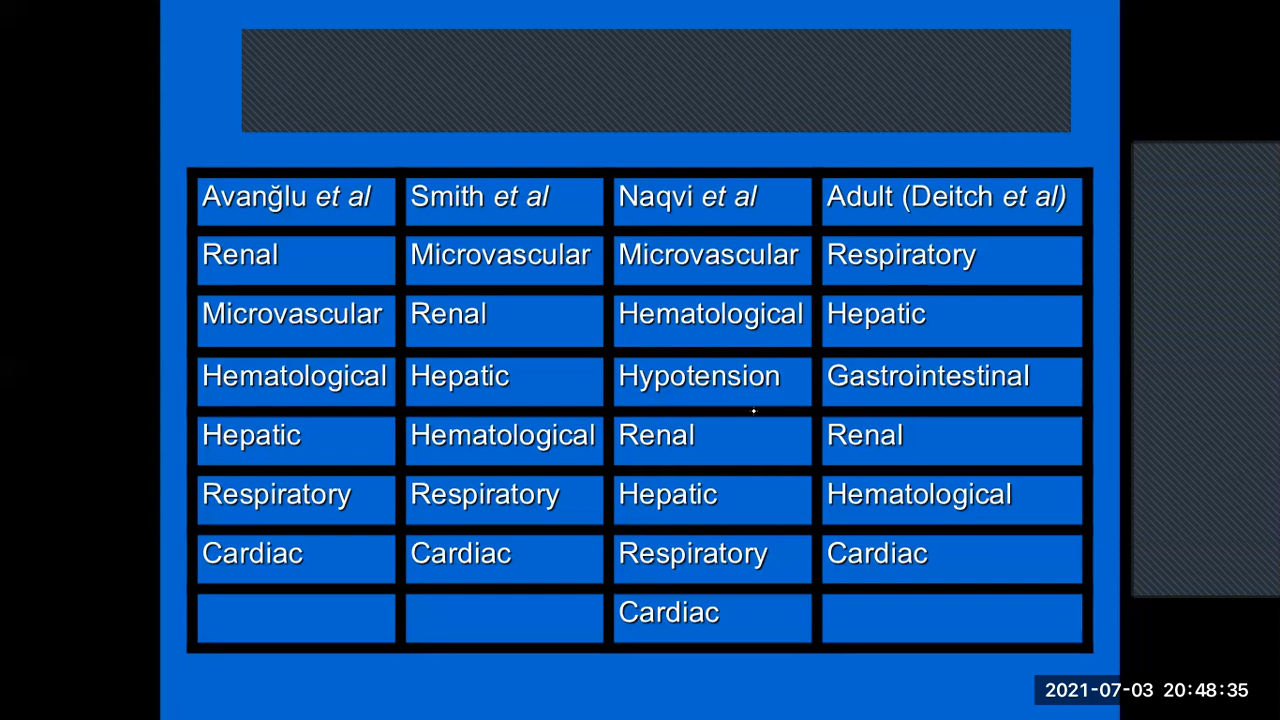 Avanğlu et al Smith et al Naqvi et al Adult (Deitch et al)
Renal Microvascular Microvascular Respiratory
Microvascular Renal Hematological Hepatic
Hematological Hepatic Hypotension Gastrointestinal
Hepatic Hematological Renal Renal
Respiratory Respiratory Hepatic Hematological
Cardiac Cardiac Respiratory Cardiac
Cardiac
2021-07-03 20:48:35